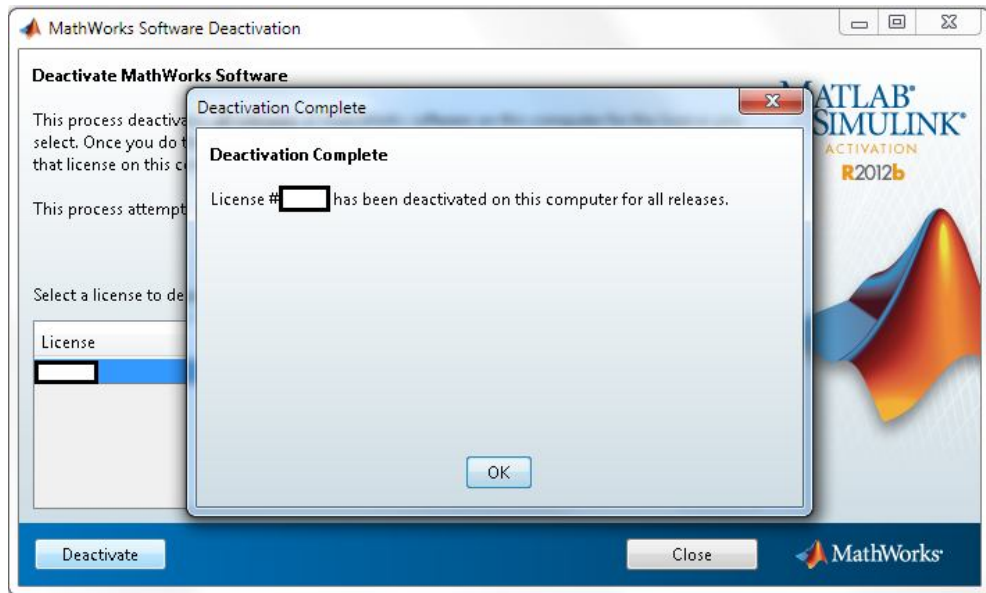 MathWorks Software Deactivation
Deactivate MathWorks Software
This process deactiva
select. Once you do t
that license on this c
This process attempt
Select a license to de
License
Deactivation Complete
Deactivation Complete
License # has been deactivated on this computer for all releases.
OK
MATLAB®
SIMULINK®
ACTIVATION
R2012b
Deactivate
Close
MathWorks®